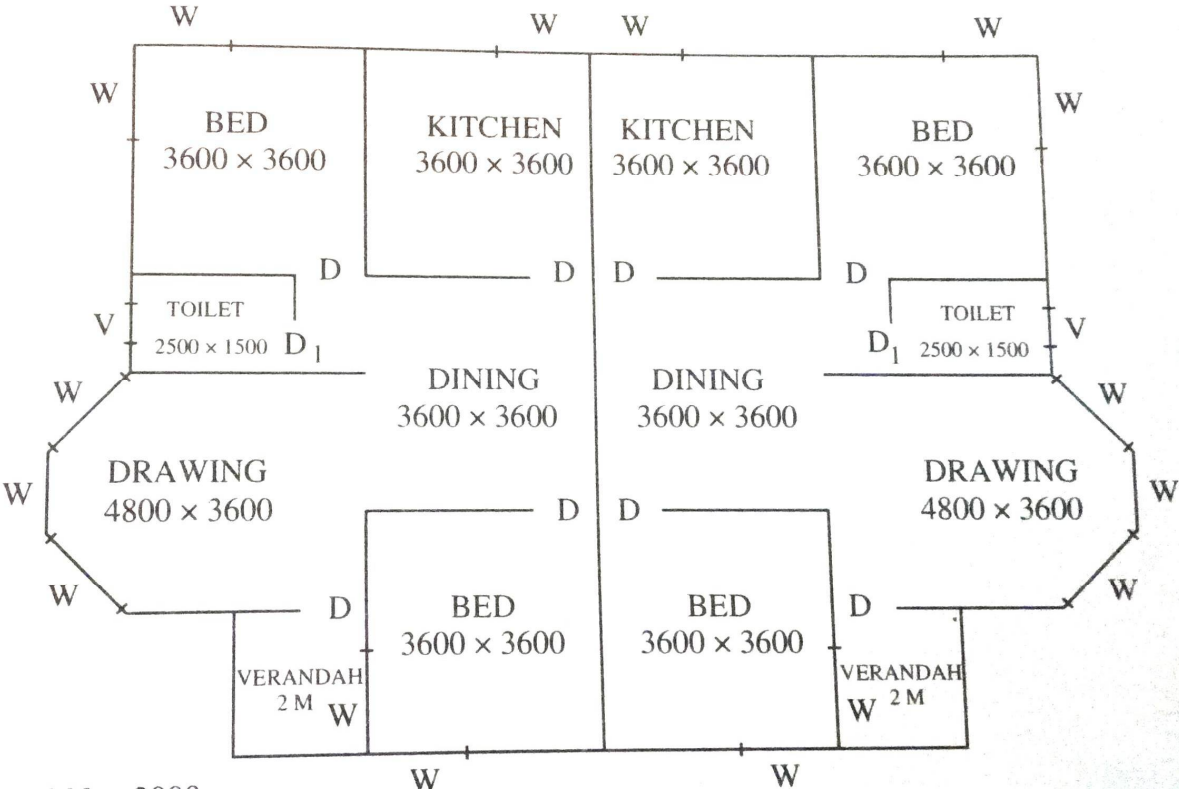 W
W W
W
W
W
BED
3600 × 3600
KITCHEN
3600 × 3600
KITCHEN
3600 × 3600
BED
3600 × 3600
D
D
D
D
V
TOILET
2500 × 1500
D1
D1
TOILET
2500 × 1500
V
W
DINING
3600 × 3600
DINING
3600 × 3600
W
W
DRAWING
4800 × 3600
DRAWING
4800 × 3600
W
D
D
W
D
BED
3600 × 3600
BED
3600 × 3600
D
W
VERANDAH
2 M
W
W
VERANDAH
2 M
W
W